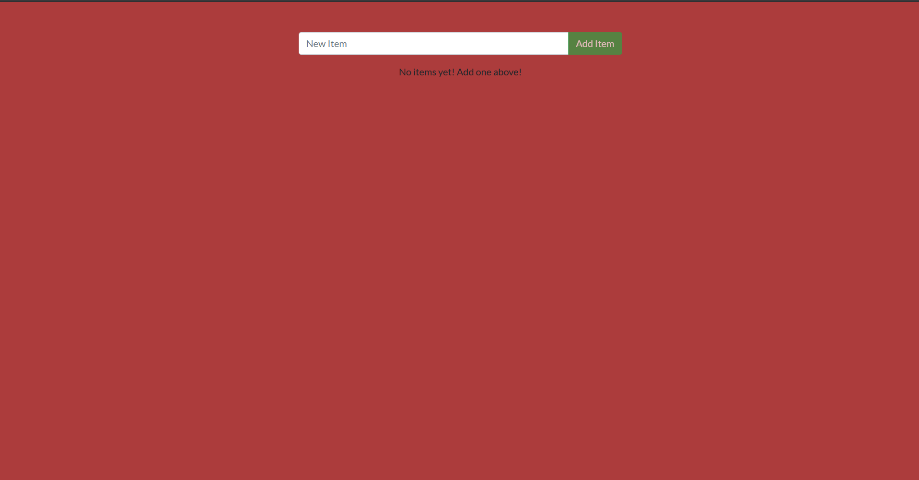 New Item
Add Item
No items yet! Add one above!